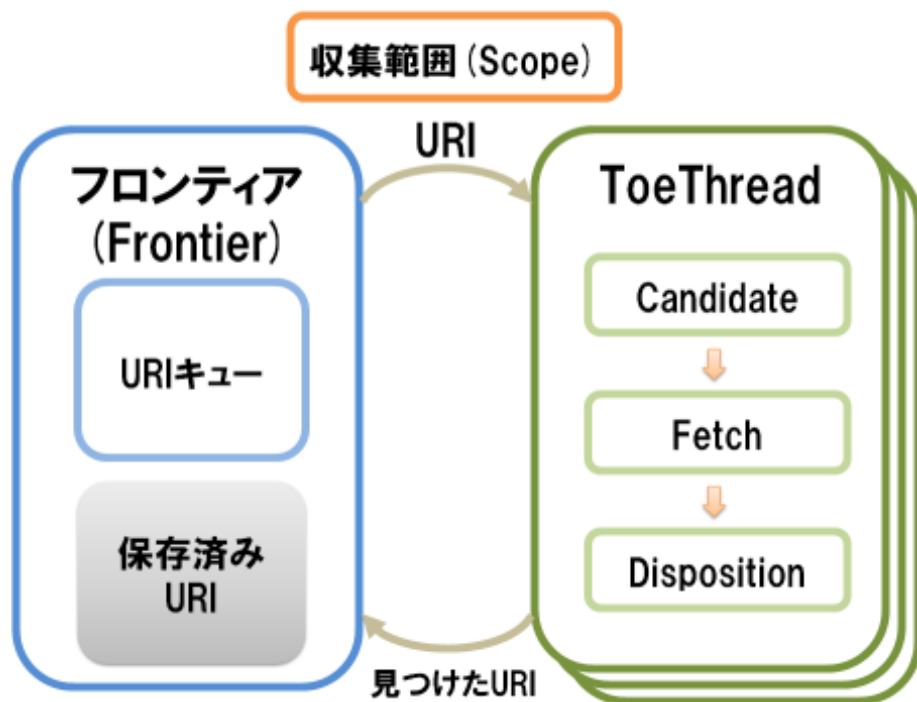 収集範囲(Scope)
URI
フロンティア
(Frontier)
URIキュー
保存済み
URI
ToeThread
Candidate
Fetch
Disposition
見つけたURI